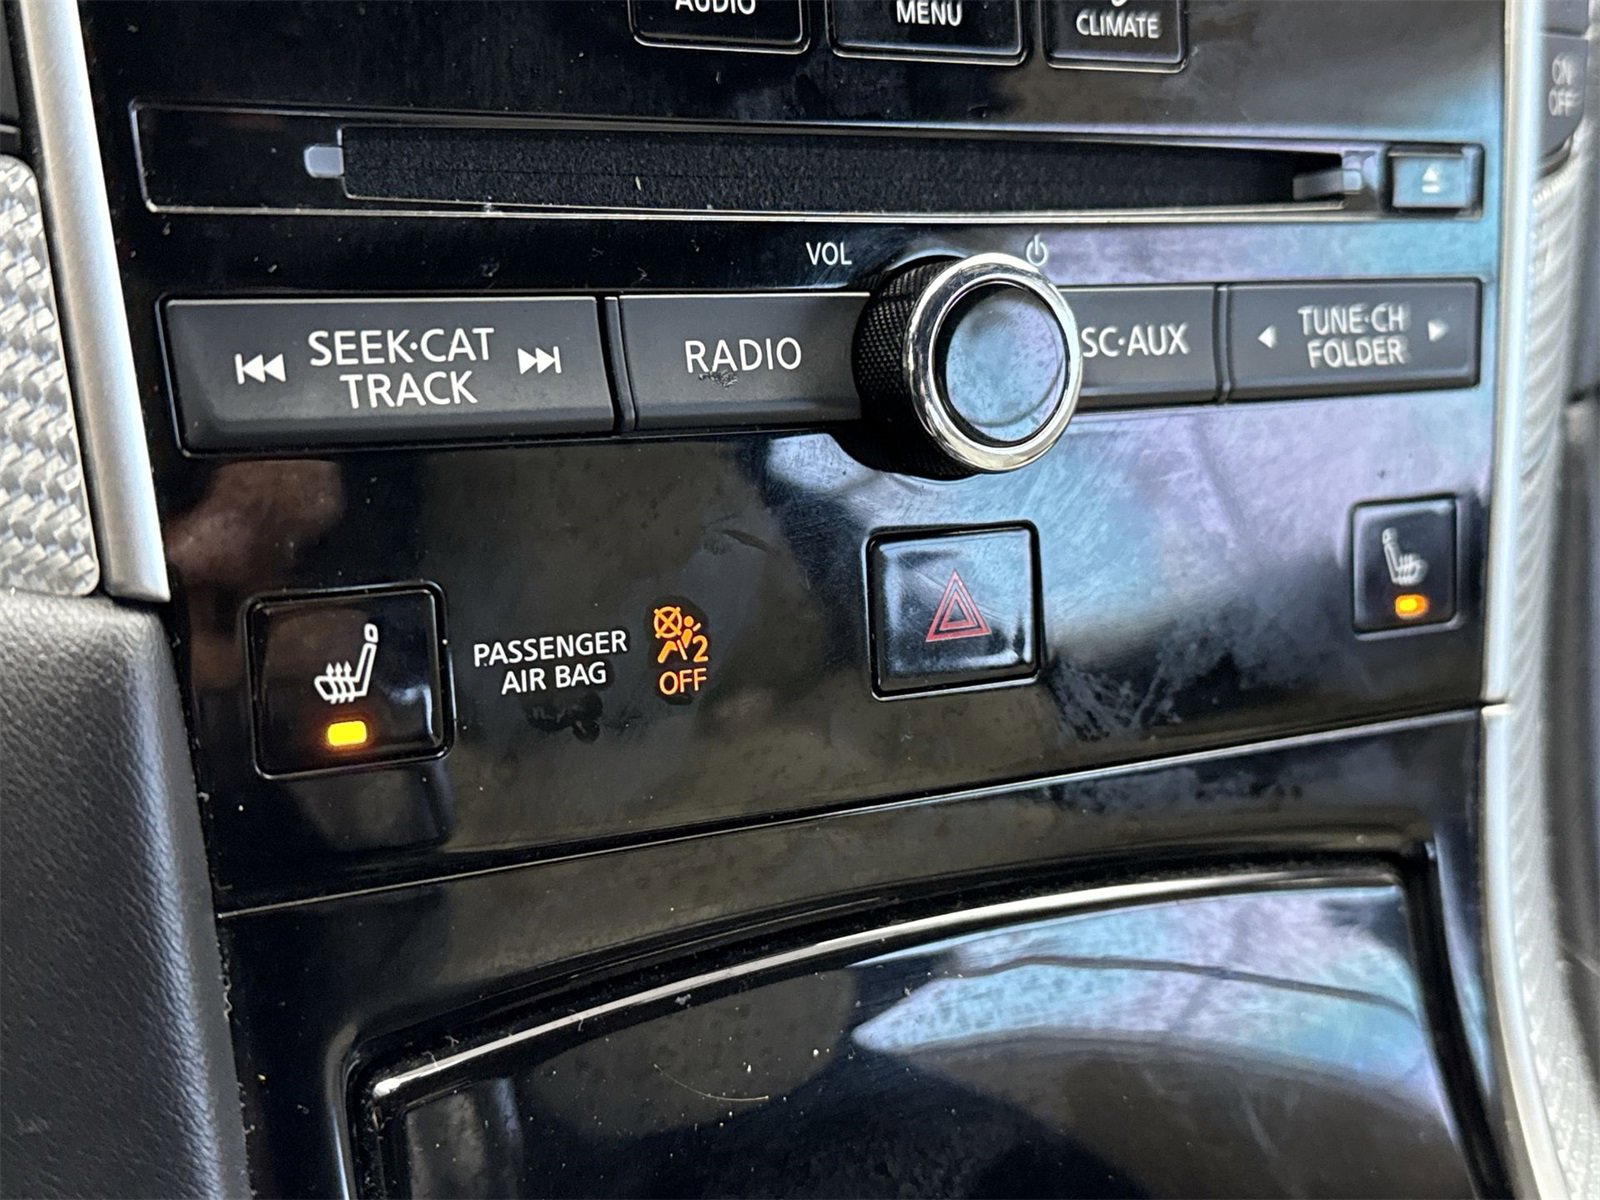 AUDIO
MENU
CLIMATE
ON
OFF
VOL
SEEK·CAT
TRACK
RADIO
SC·AUX
TUNE·CH
FOLDER
PASSENGER
AIR BAG
2
OFF